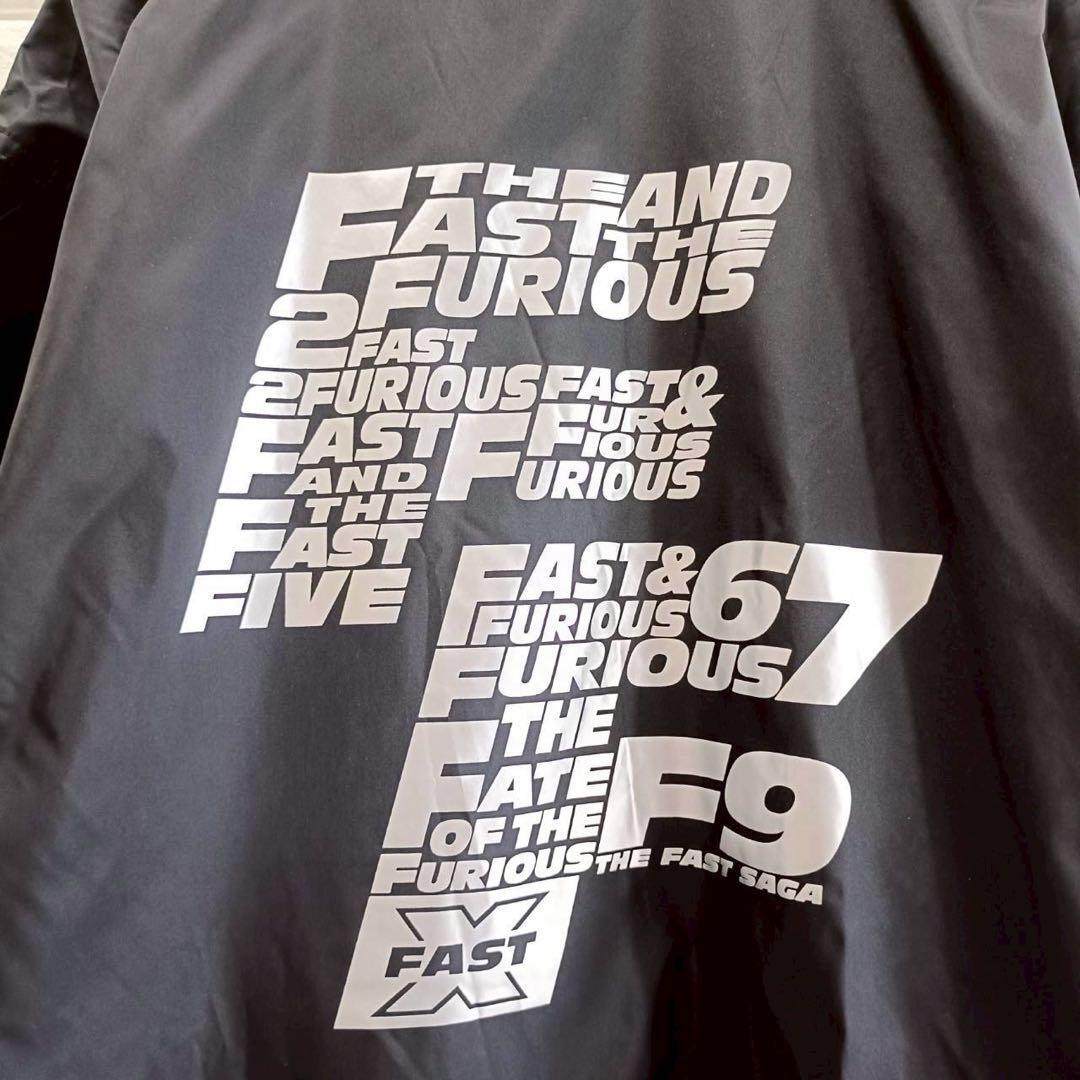 THE
FAST AND
THE
FURIOUS
2 FAST
2 FURIOUS
FAST
AND
THE
FAST &
FUR
IOUS
FURIOUS
FAST
FIVE
FAST & 6
FURIOUS
FURIOUS 7
THE
FATE
OF THE
FURIOUS
F9
THE FAST SAGA
FAST X